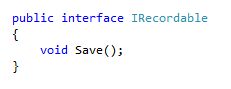 public interface IRecordable
{
    void Save();
}